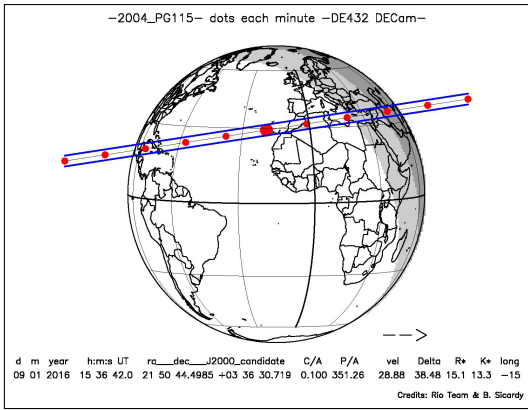 -2004_PG115- dots each minute -DE432 DECam-
d m year h:m:s UT ra___dec___J2000_candidate C/A P/A vel Delta R* K* long
09 01 2016 15 36 42.0 21 50 44.4985 +03 36 30.719 0.100 351.26 28.88 38.48 15.1 13.3 -15
Credits: Rio Team & B. Sicardy